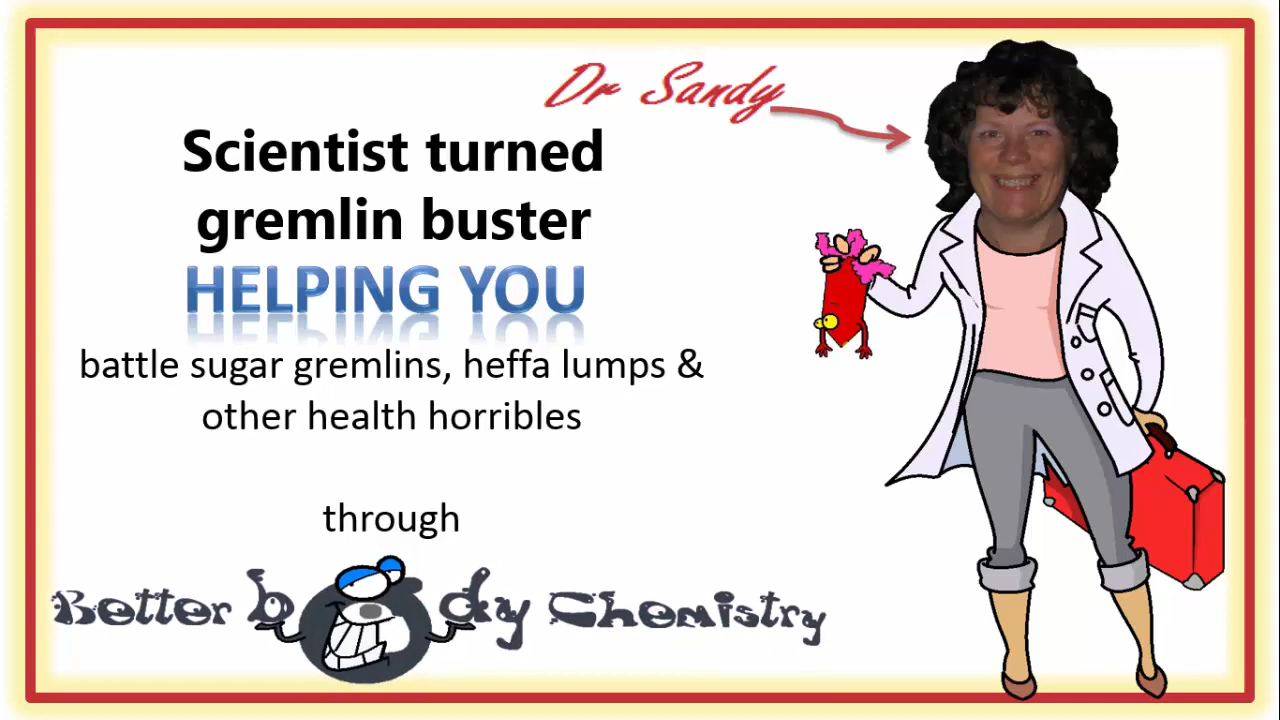 Dr Sandy
Scientist turned
gremlin buster
HELPING YOU
battle sugar gremlins, heffa lumps &
other health horribles
through
Better body Chemistry